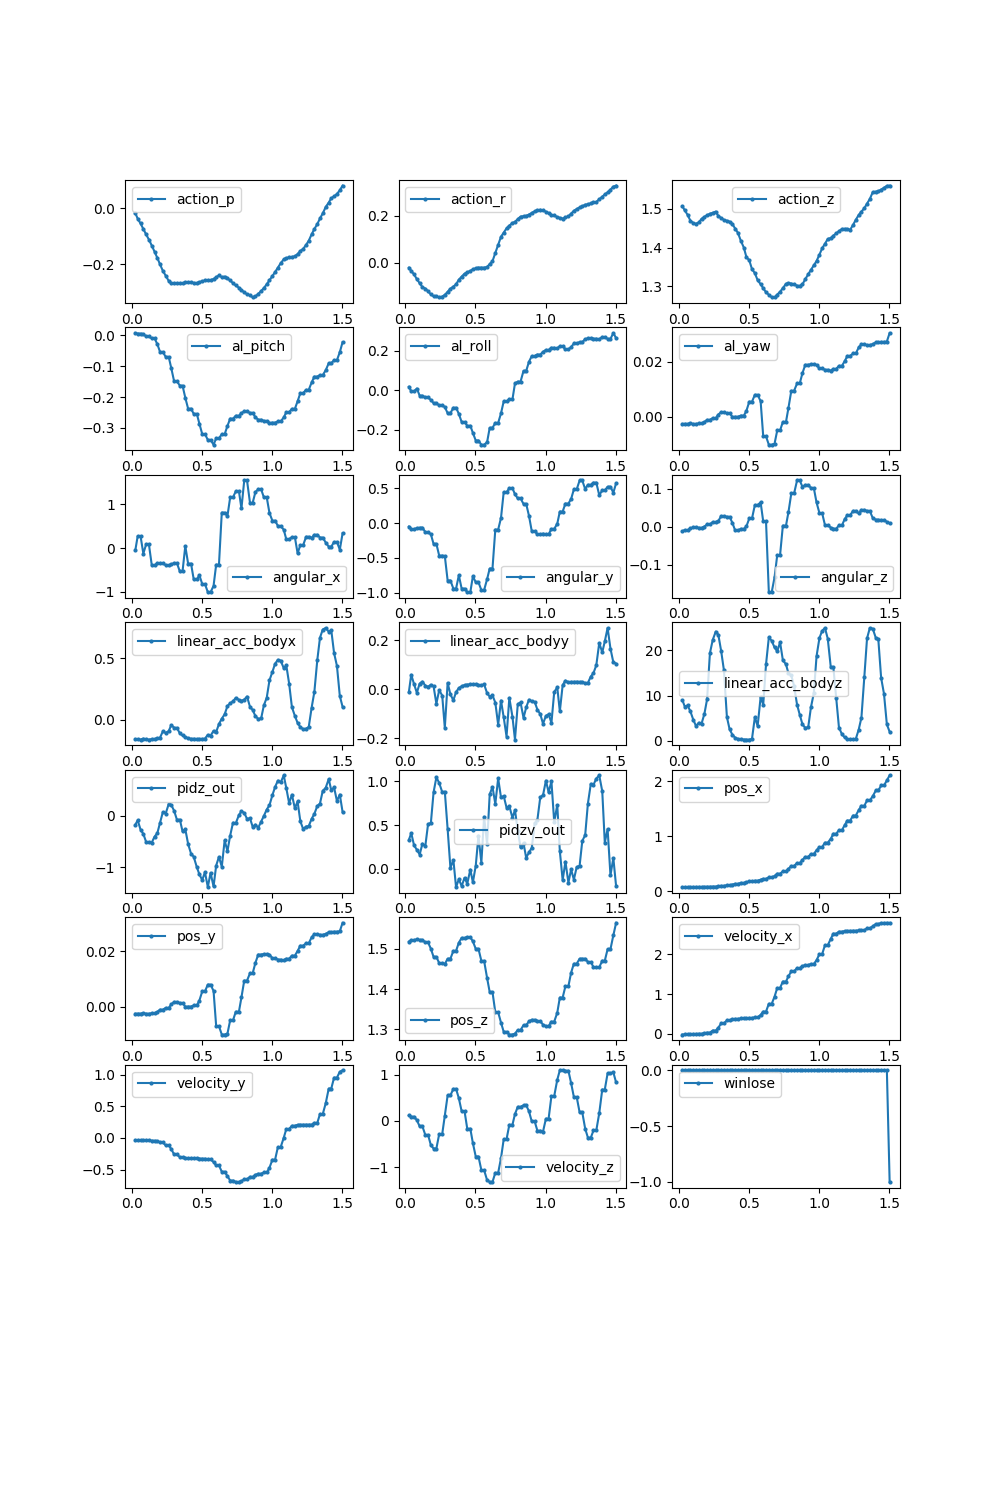 action_p
0.0
−0.2
0.0 0.5 1.0 1.5
action_r
0.2
0.0
0.0 0.5 1.0 1.5
action_z
1.5
1.4
1.3
0.0 0.5 1.0 1.5
al_pitch
0.0
−0.1
−0.2
−0.3
0.0 0.5 1.0 1.5
al_roll
0.2
0.0
−0.2
0.0 0.5 1.0 1.5
al_yaw
0.02
0.00
0.0 0.5 1.0 1.5
angular_x
1
0
−1
0.0 0.5 1.0 1.5
angular_y
0.5
0.0
−0.5
−1.0
0.0 0.5 1.0 1.5
angular_z
0.1
0.0
−0.1
0.0 0.5 1.0 1.5
linear_acc_bodyx
0.5
0.0
0.0 0.5 1.0 1.5
linear_acc_bodyy
0.2
0.0
−0.2
0.0 0.5 1.0 1.5
linear_acc_bodyz
20
10
0
0.0 0.5 1.0 1.5
pidz_out
0
−1
0.0 0.5 1.0 1.5
pidzv_out
1.0
0.5
0.0
0.0 0.5 1.0 1.5
pos_x
2
1
0
0.0 0.5 1.0 1.5
pos_y
0.02
0.00
0.0 0.5 1.0 1.5
pos_z
1.5
1.4
1.3
0.0 0.5 1.0 1.5
velocity_x
2
1
0
0.0 0.5 1.0 1.5
velocity_y
1.0
0.5
0.0
−0.5
0.0 0.5 1.0 1.5
velocity_z
1
0
−1
0.0 0.5 1.0 1.5
winlose
0.0
−0.5
−1.0
0.0 0.5 1.0 1.5